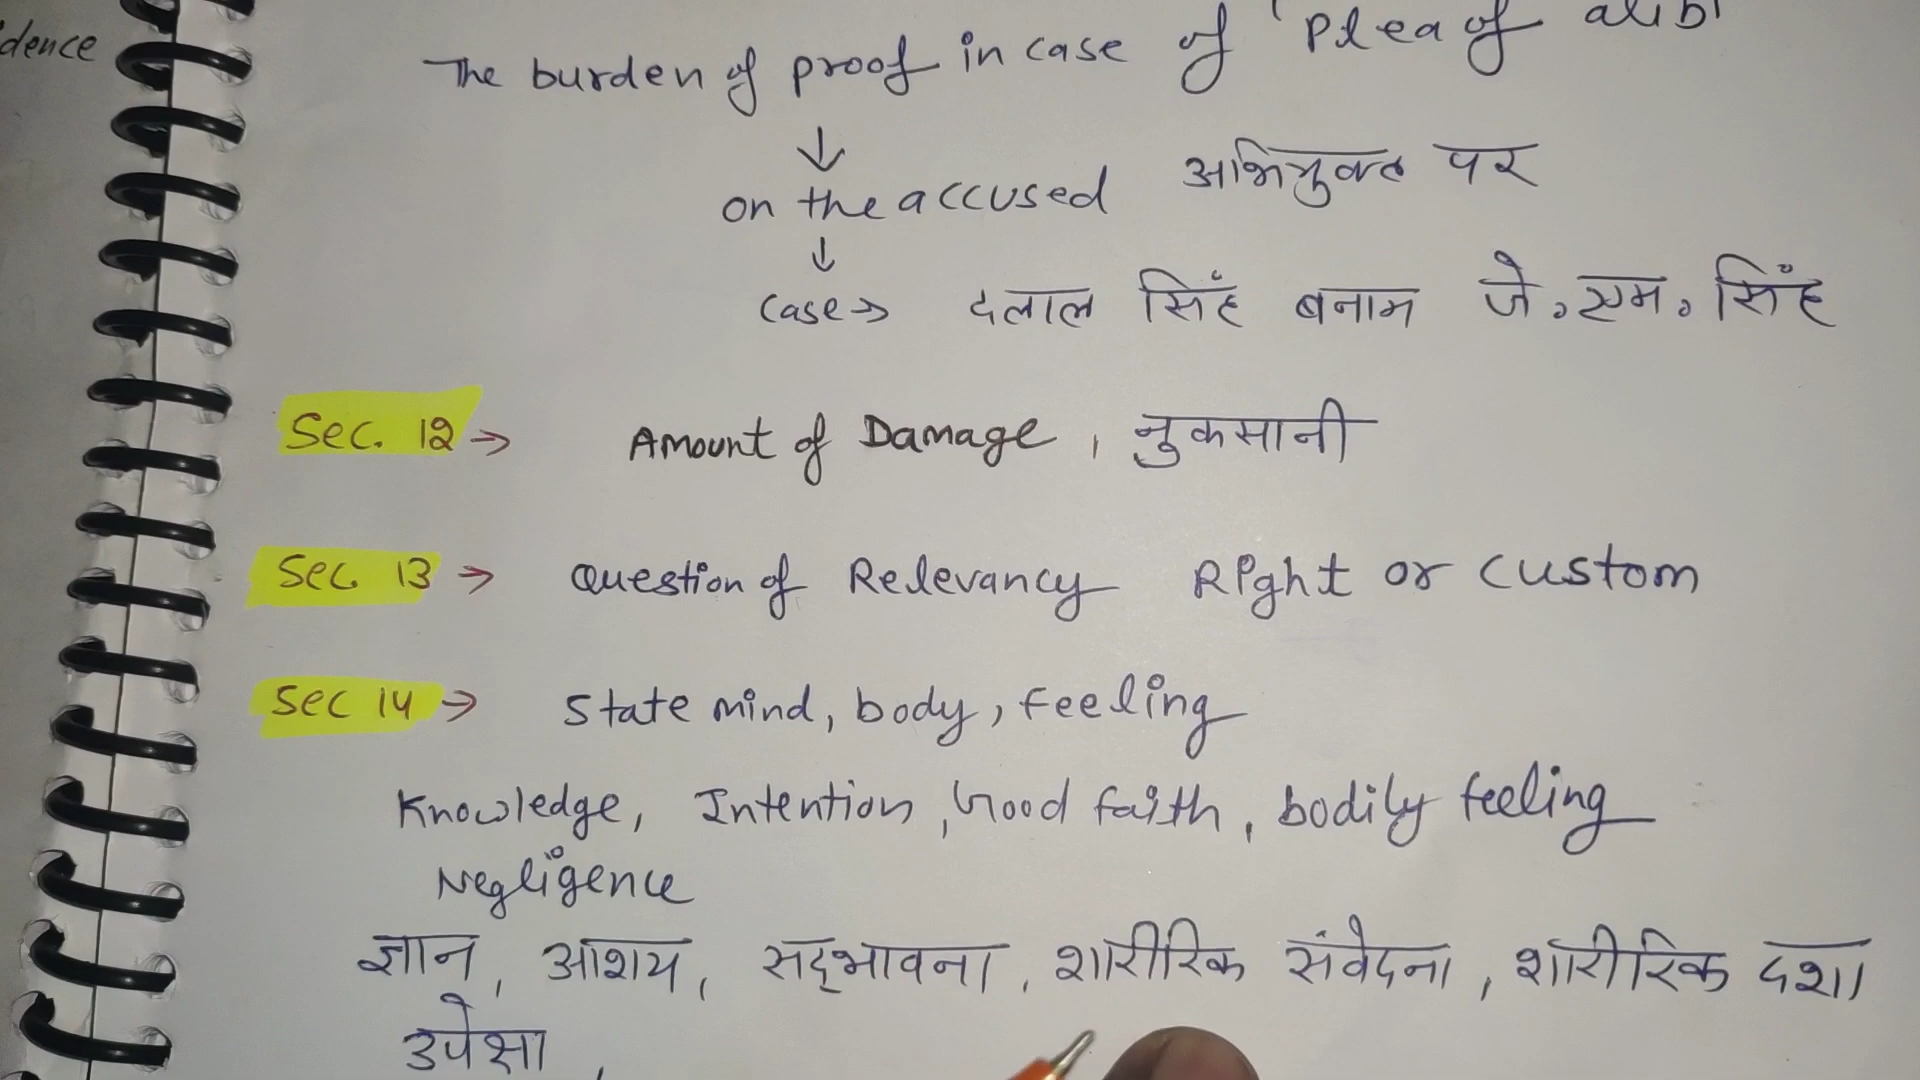 dence
The burden of proof in case of 'Plea of alibi
↓
on the accused अभियुक्त पर
↓
Case → दलाल सिंह बनाम जे. एम. सिंह
Sec. 12 → Amount of Damage, नुकसानी
Sec. 13 → Question of Relevancy Right or custom
Sec 14 → State mind, body, feeling
Knowledge, Intention, Good faith, bodily feeling
Negligence
ज्ञान, आशय, सद्भावना, शारीरिक संवेदना, शारीरिक दशा
उपेक्षा,